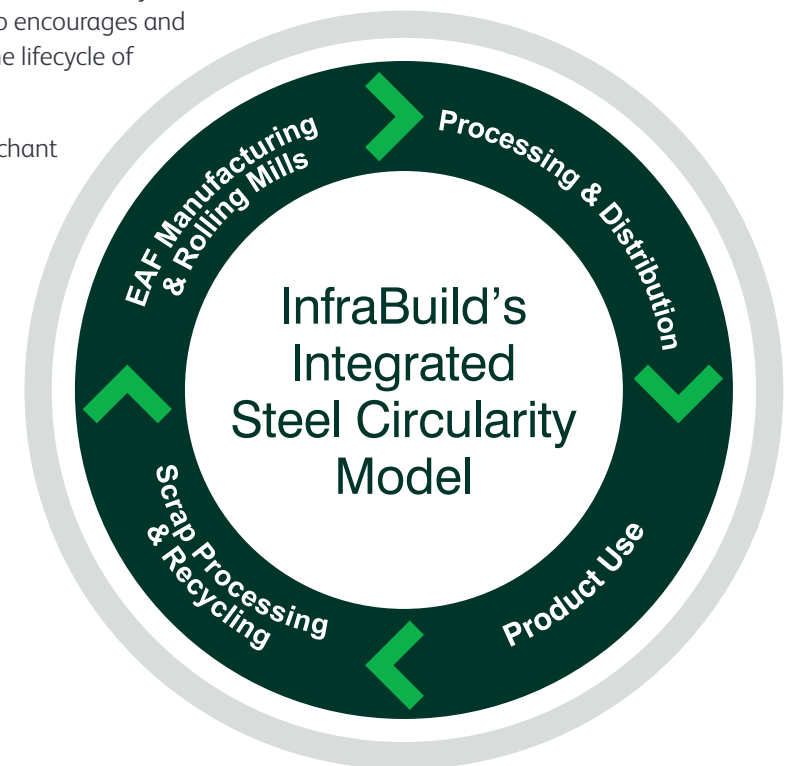 o encourages and
e lifecycle of
chant
EAF Manufacturing
& Rolling Mills
Processing & Distribution
InfraBuild's
Integrated
Steel Circularity
Model
Scrap Processing
& Recycling
Product Use